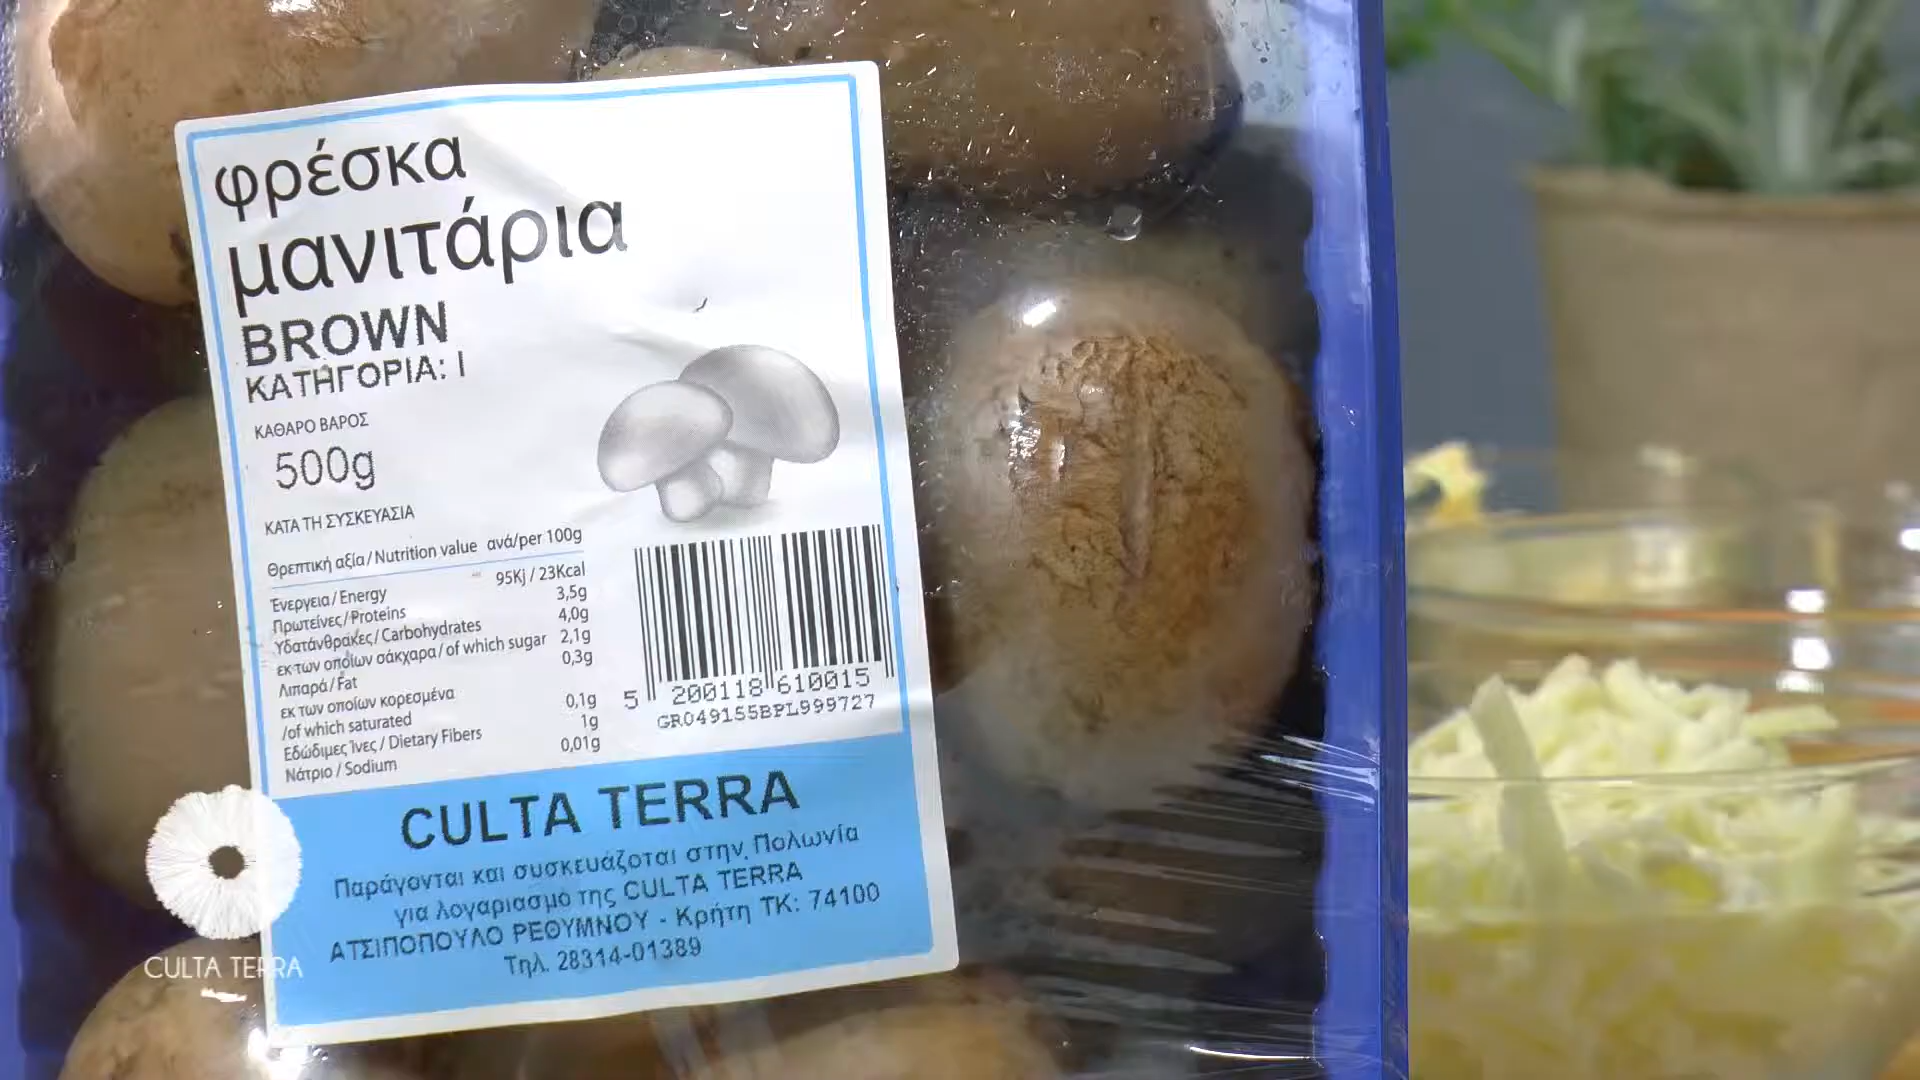 φρέσκα
μανιτάρια
BROWN
ΚΑΤΗΓΟΡΙΑ: Ι
ΚΑΘΑΡΟ ΒΑΡΟΣ
500g
ΚΑΤΑ ΤΗ ΣΥΣΚΕΥΑΣΙΑ
Θρεπτική αξία / Nutrition value ανά/per 100g
Ένεργεια / Energy 95Kj / 23Kcal
Πρωτείνες / Proteins 3,5g
Υδατάνθρακες / Carbohydrates 4,0g
εκ των οποίων σάκχαρα / of which sugar 2,1g
Λιπαρά / Fat 0,3g
εκ των οποίων κορεσμένα
/of which saturated 0,1g
Εδώδιμες Ίνες / Dietary Fibers 1g
Νάτριο / Sodium 0,01g
5 200118 610015
GR049155BPL999727
CULTA TERRA
Παράγονται και συσκευάζοται στην Πολωνία
για λογαριασμό της CULTA TERRA
ΑΤΣΙΠΟΠΟΥΛΟ ΡΕΘΥΜΝΟΥ - Κρήτη ΤΚ: 74100
Τηλ. 28314-01389
CULTA TERRA